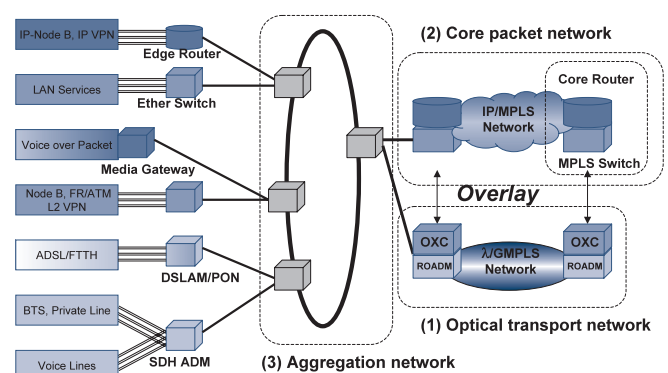 IP-Node B, IP VPN
Edge Router
LAN Services
Ether Switch
Voice over Packet
Media Gateway
Node B, FR/ATM
L2 VPN
ADSL/FTTH
DSLAM/PON
BTS, Private Line
SDH ADM
Voice Lines
(3) Aggregation network
(2) Core packet network
Core Router
IP/MPLS
Network
MPLS Switch
Overlay
OXC
ROADM
λ/GMPLS
Network
OXC
ROADM
(1) Optical transport network